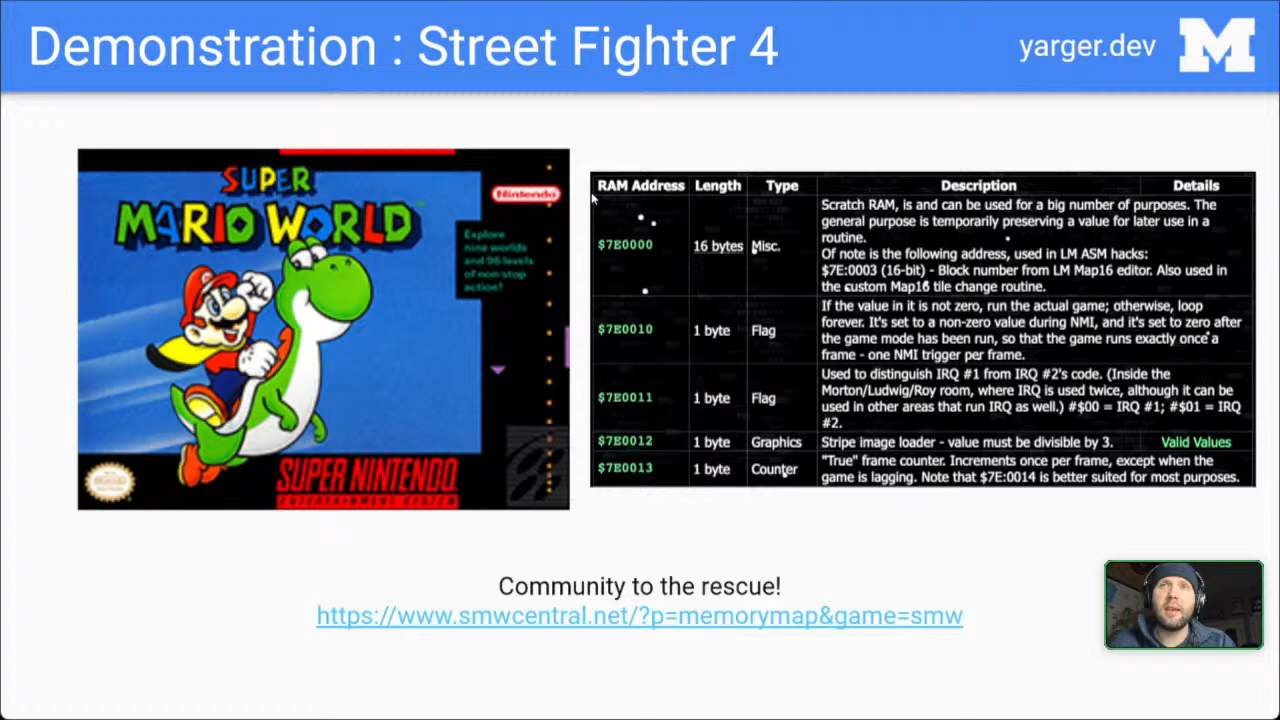 Demonstration : Street Fighter 4
yarger.dev
M
SUPER
MARIO WORLD
Nintendo
Explore
nine worlds
and 96 levels
of non-stop
action!
SUPER NINTENDO
ENTERTAINMENT SYSTEM
RAM Address Length Type Description Details
$7E0000 16 bytes Misc.
Scratch RAM, is and can be used for a big number of purposes. The
general purpose is temporarily preserving a value for later use in a
routine.
Of note is the following address, used in LM ASM hacks:
$7E:0003 (16-bit) - Block number from LM Map16 editor. Also used in
the custom Map16 tile change routine.
$7E0010 1 byte Flag
If the value in it is not zero, run the actual game; otherwise, loop
forever. It's set to a non-zero value during NMI, and it's set to zero after
the game mode has been run, so that the game runs exactly once a
frame - one NMI trigger per frame.
$7E0011 1 byte Flag
Used to distinguish IRQ #1 from IRQ #2's code. (Inside the
Morton/Ludwig/Roy room, where IRQ is used twice, although it can be
used in other areas that run IRQ as well.) #$00 = IRQ #1; #$01 = IRQ
#2.
$7E0012 1 byte Graphics Stripe image loader - value must be divisible by 3. Valid Values
$7E0013 1 byte Counter
"True" frame counter. Increments once per frame, except when the
game is lagging. Note that $7E:0014 is better suited for most purposes.
Community to the rescue!
https://www.smwcentral.net/?p=memorymap&game=smw